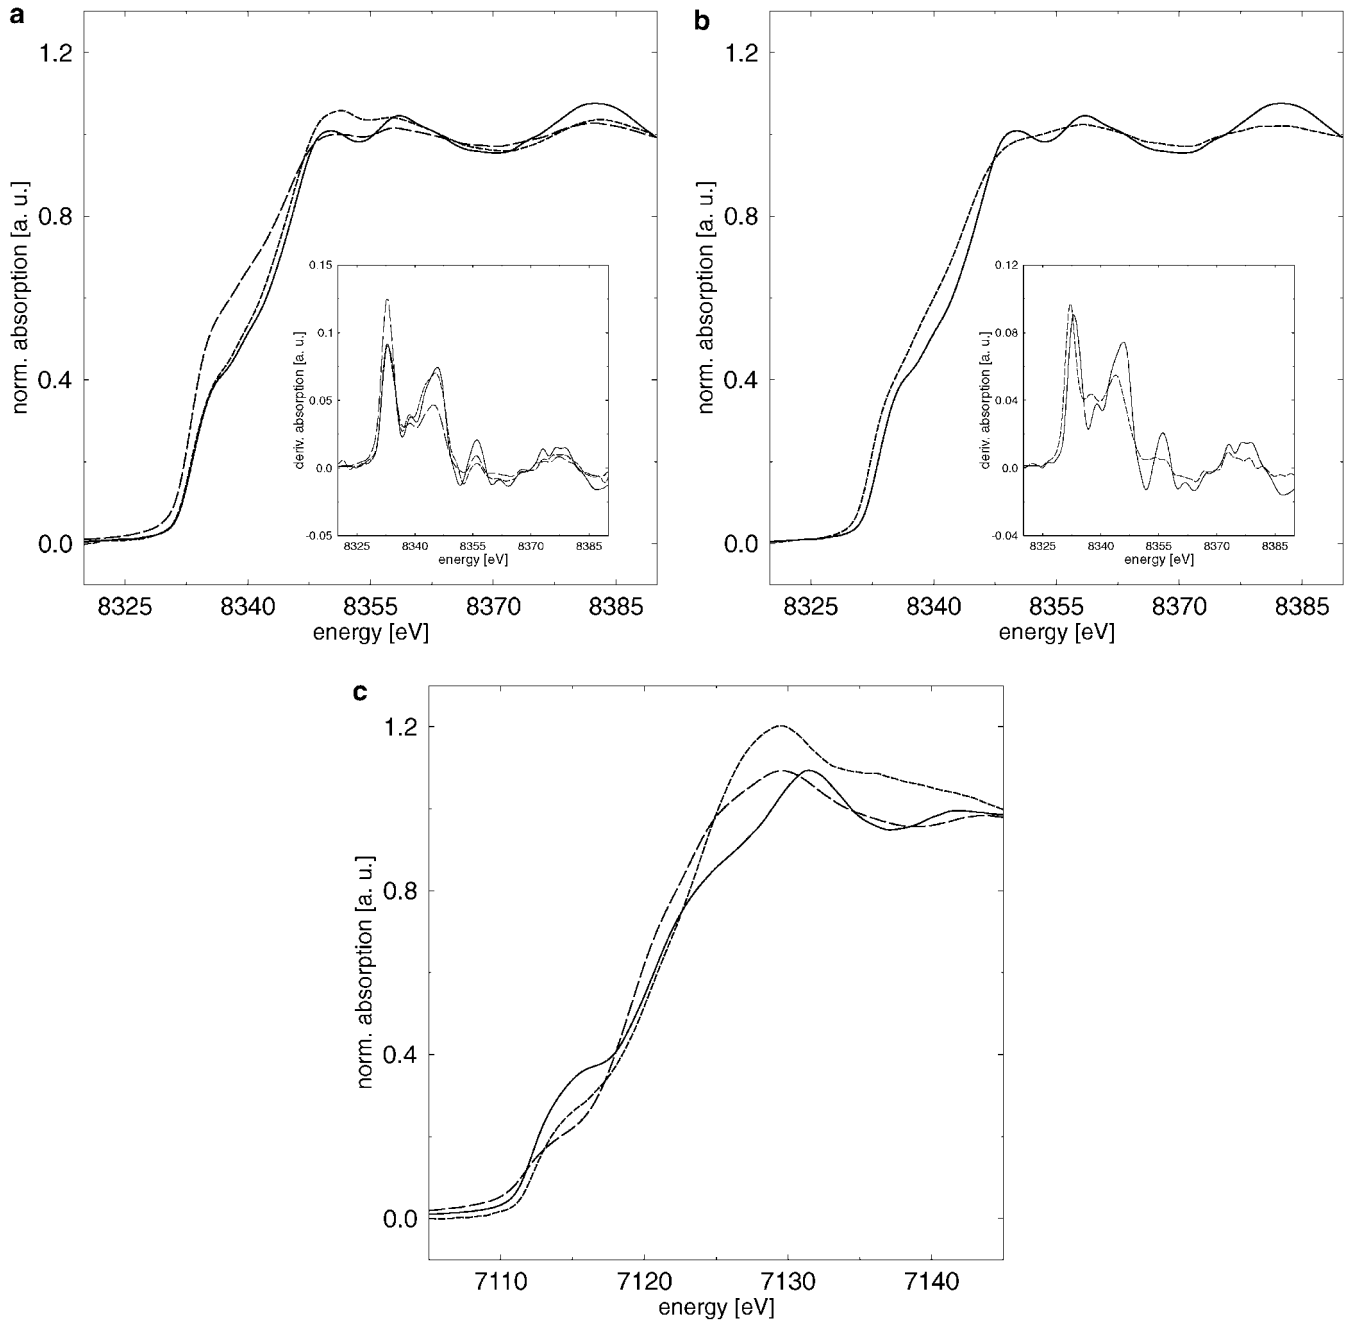 a
norm. absorption [a. u.]
1.2
0.8
0.4
0.0
8325 8340 8355 8370 8385
energy [eV]
deriv. absorption [a. u.]
0.15
0.1
0.05
0.0
-0.05
8325 8340 8355 8370 8385
energy [eV]
b
norm. absorption [a. u.]
1.2
0.8
0.4
0.0
8325 8340 8355 8370 8385
energy [eV]
deriv. absorption [a. u.]
0.12
0.08
0.04
0.0
-0.04
8325 8340 8355 8370 8385
energy [eV]
c
norm. absorption [a. u.]
1.2
0.8
0.4
0.0
7110 7120 7130 7140
energy [eV]